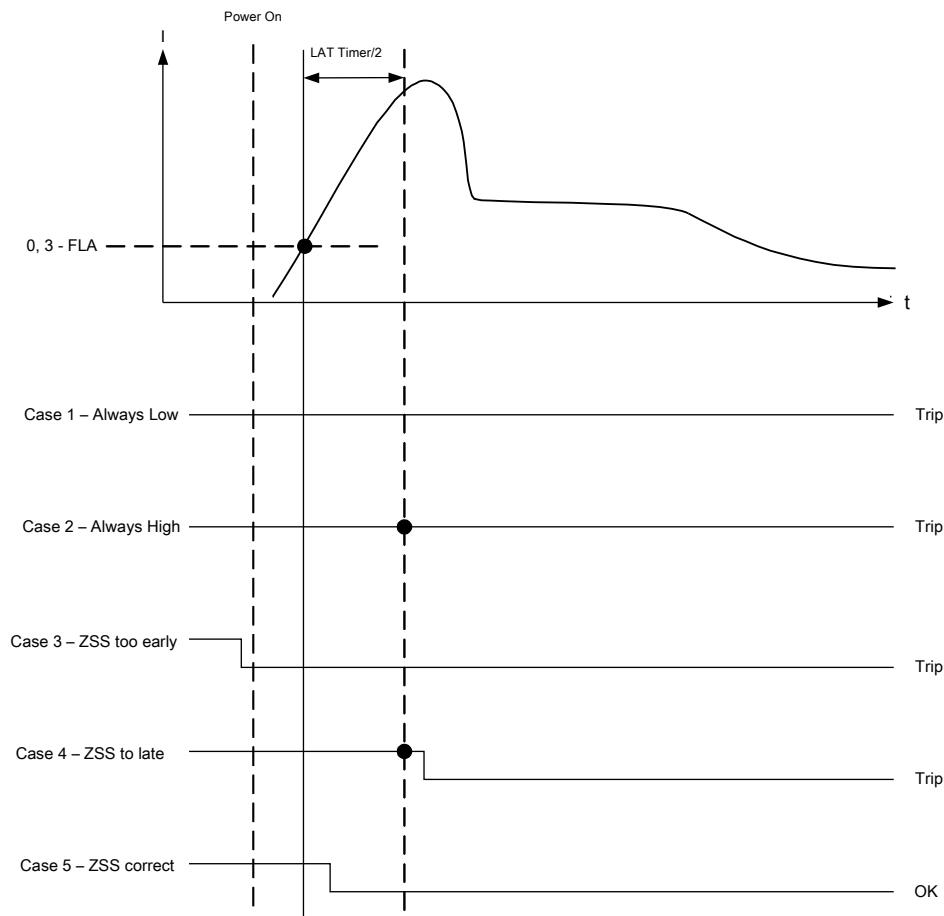 Power On
I
LAT Timer/2
0, 3 - FLA
t
Case 1 – Always Low
Trip
Case 2 – Always High
Trip
Case 3 – ZSS too early
Trip
Case 4 – ZSS to late
Trip
Case 5 – ZSS correct
OK